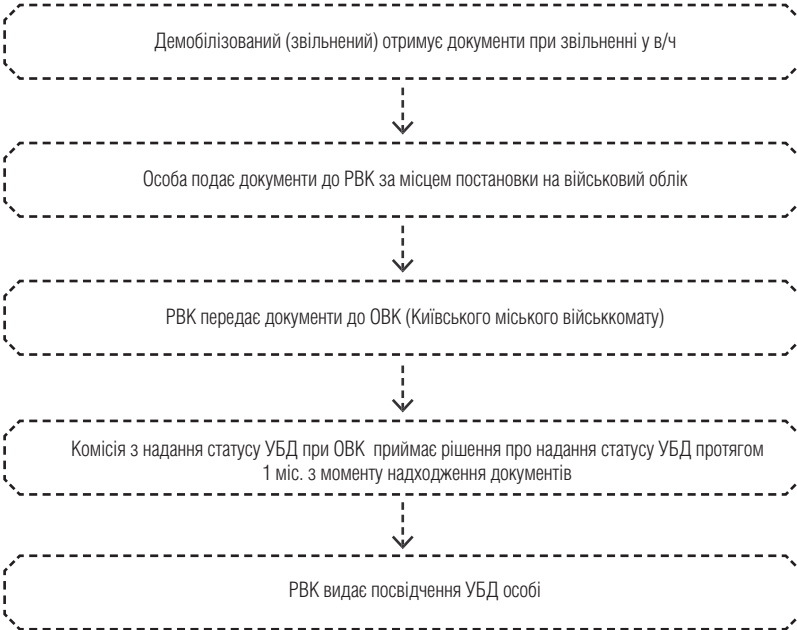 Демобілізований (звільнений) отримує документи при звільненні у в/ч
Особа подає документи до РВК за місцем постановки на військовий облік
РВК передає документи до ОВК (Київського міського військкомату)
Комісія з надання статусу УБД при ОВК приймає рішення про надання статусу УБД протягом
1 міс. з моменту надходження документів
РВК видає посвідчення УБД особі